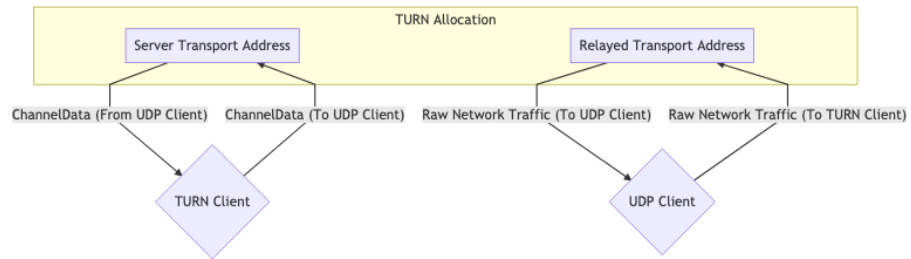 TURN Allocation
Server Transport Address
Relayed Transport Address
ChannelData (From UDP Client)
ChannelData (To UDP Client)
Raw Network Traffic (To UDP Client)
Raw Network Traffic (To TURN Client)
TURN Client
UDP Client